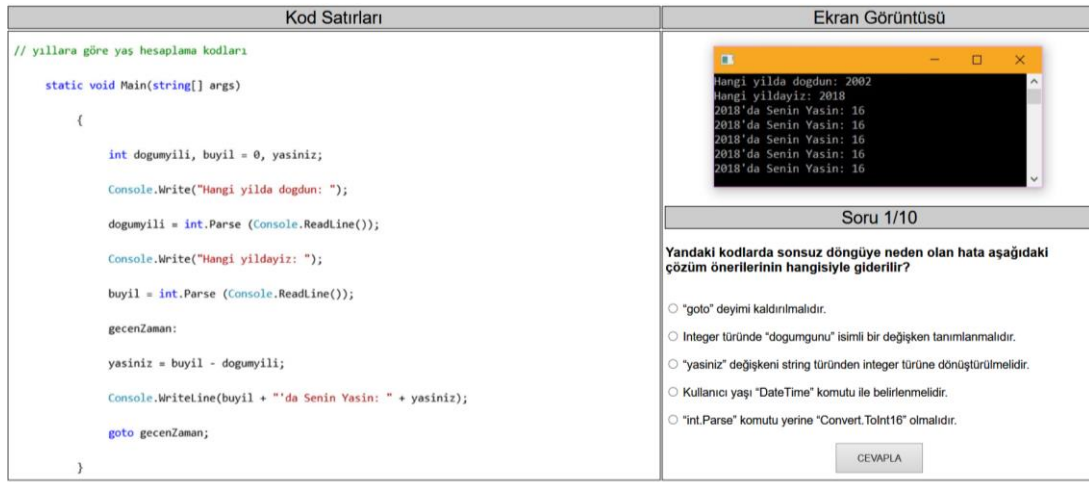 Kod Satırları
// yıllara göre yaş hesaplama kodları
static void Main(string[] args)
{
int dogumyili, buyil = 0, yasiniz;
Console.Write("Hangi yilda dogdun: ");
dogumyili = int.Parse (Console.ReadLine());
Console.Write("Hangi yildayiz: ");
buyil = int.Parse (Console.ReadLine());
gecenZaman:
yasiniz = buyil - dogumyili;
Console.WriteLine(buyil + "'da Senin Yasin: " + yasiniz);
goto gecenZaman;
}
Ekran Görüntüsü
Hangi yilda dogdun: 2002
Hangi yildayiz: 2018
2018'da Senin Yasin: 16
2018'da Senin Yasin: 16
2018'da Senin Yasin: 16
2018'da Senin Yasin: 16
2018'da Senin Yasin: 16
Soru 1/10
Yandaki kodlarda sonsuz döngüye neden olan hata aşağıdaki
çözüm önerilerinin hangisiyle giderilir?
"goto" deyimi kaldırılmalıdır.
Integer türünde "dogumgunu" isimli bir değişken tanımlanmalıdır.
"yasiniz" değişkeni string türünden integer türüne dönüştürülmelidir.
Kullanıcı yaşı "DateTime" komutu ile belirlenmelidir.
"int.Parse" komutu yerine "Convert.ToInt16" olmalıdır.
CEVAPLA